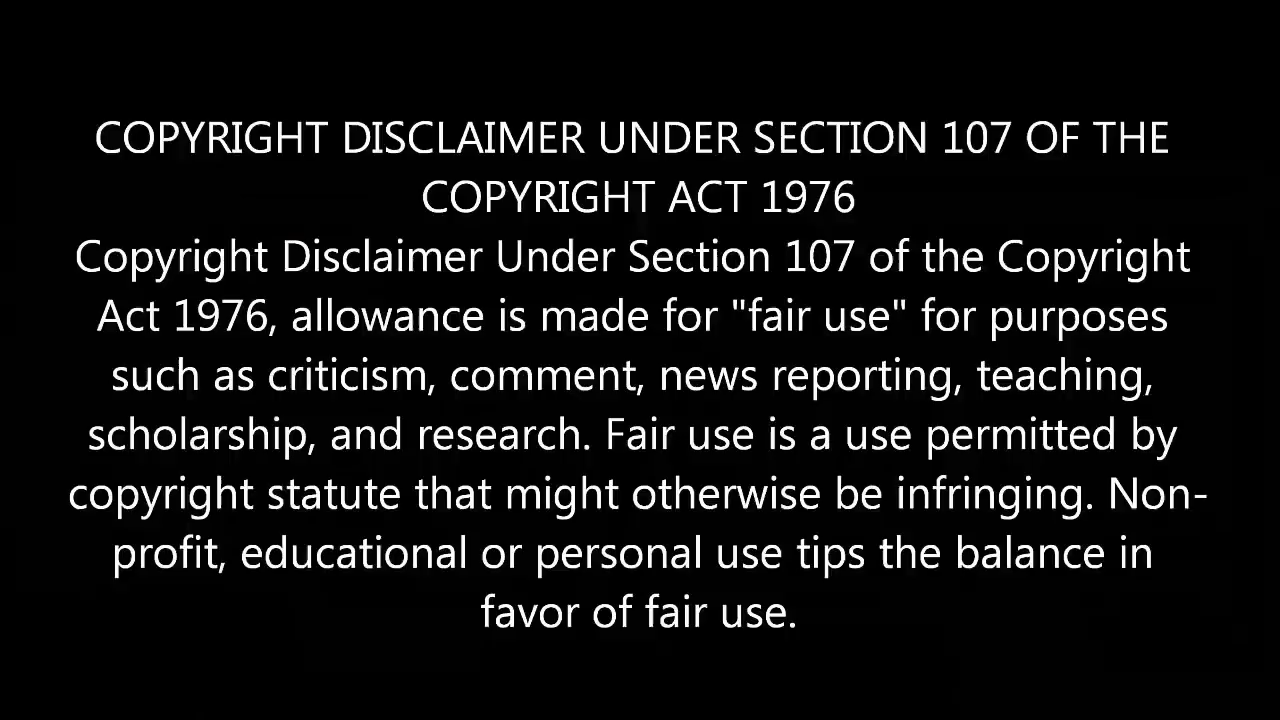 COPYRIGHT DISCLAIMER UNDER SECTION 107 OF THE
COPYRIGHT ACT 1976
Copyright Disclaimer Under Section 107 of the Copyright
Act 1976, allowance is made for "fair use" for purposes
such as criticism, comment, news reporting, teaching,
scholarship, and research. Fair use is a use permitted by
copyright statute that might otherwise be infringing. Non-
profit, educational or personal use tips the balance in
favor of fair use.